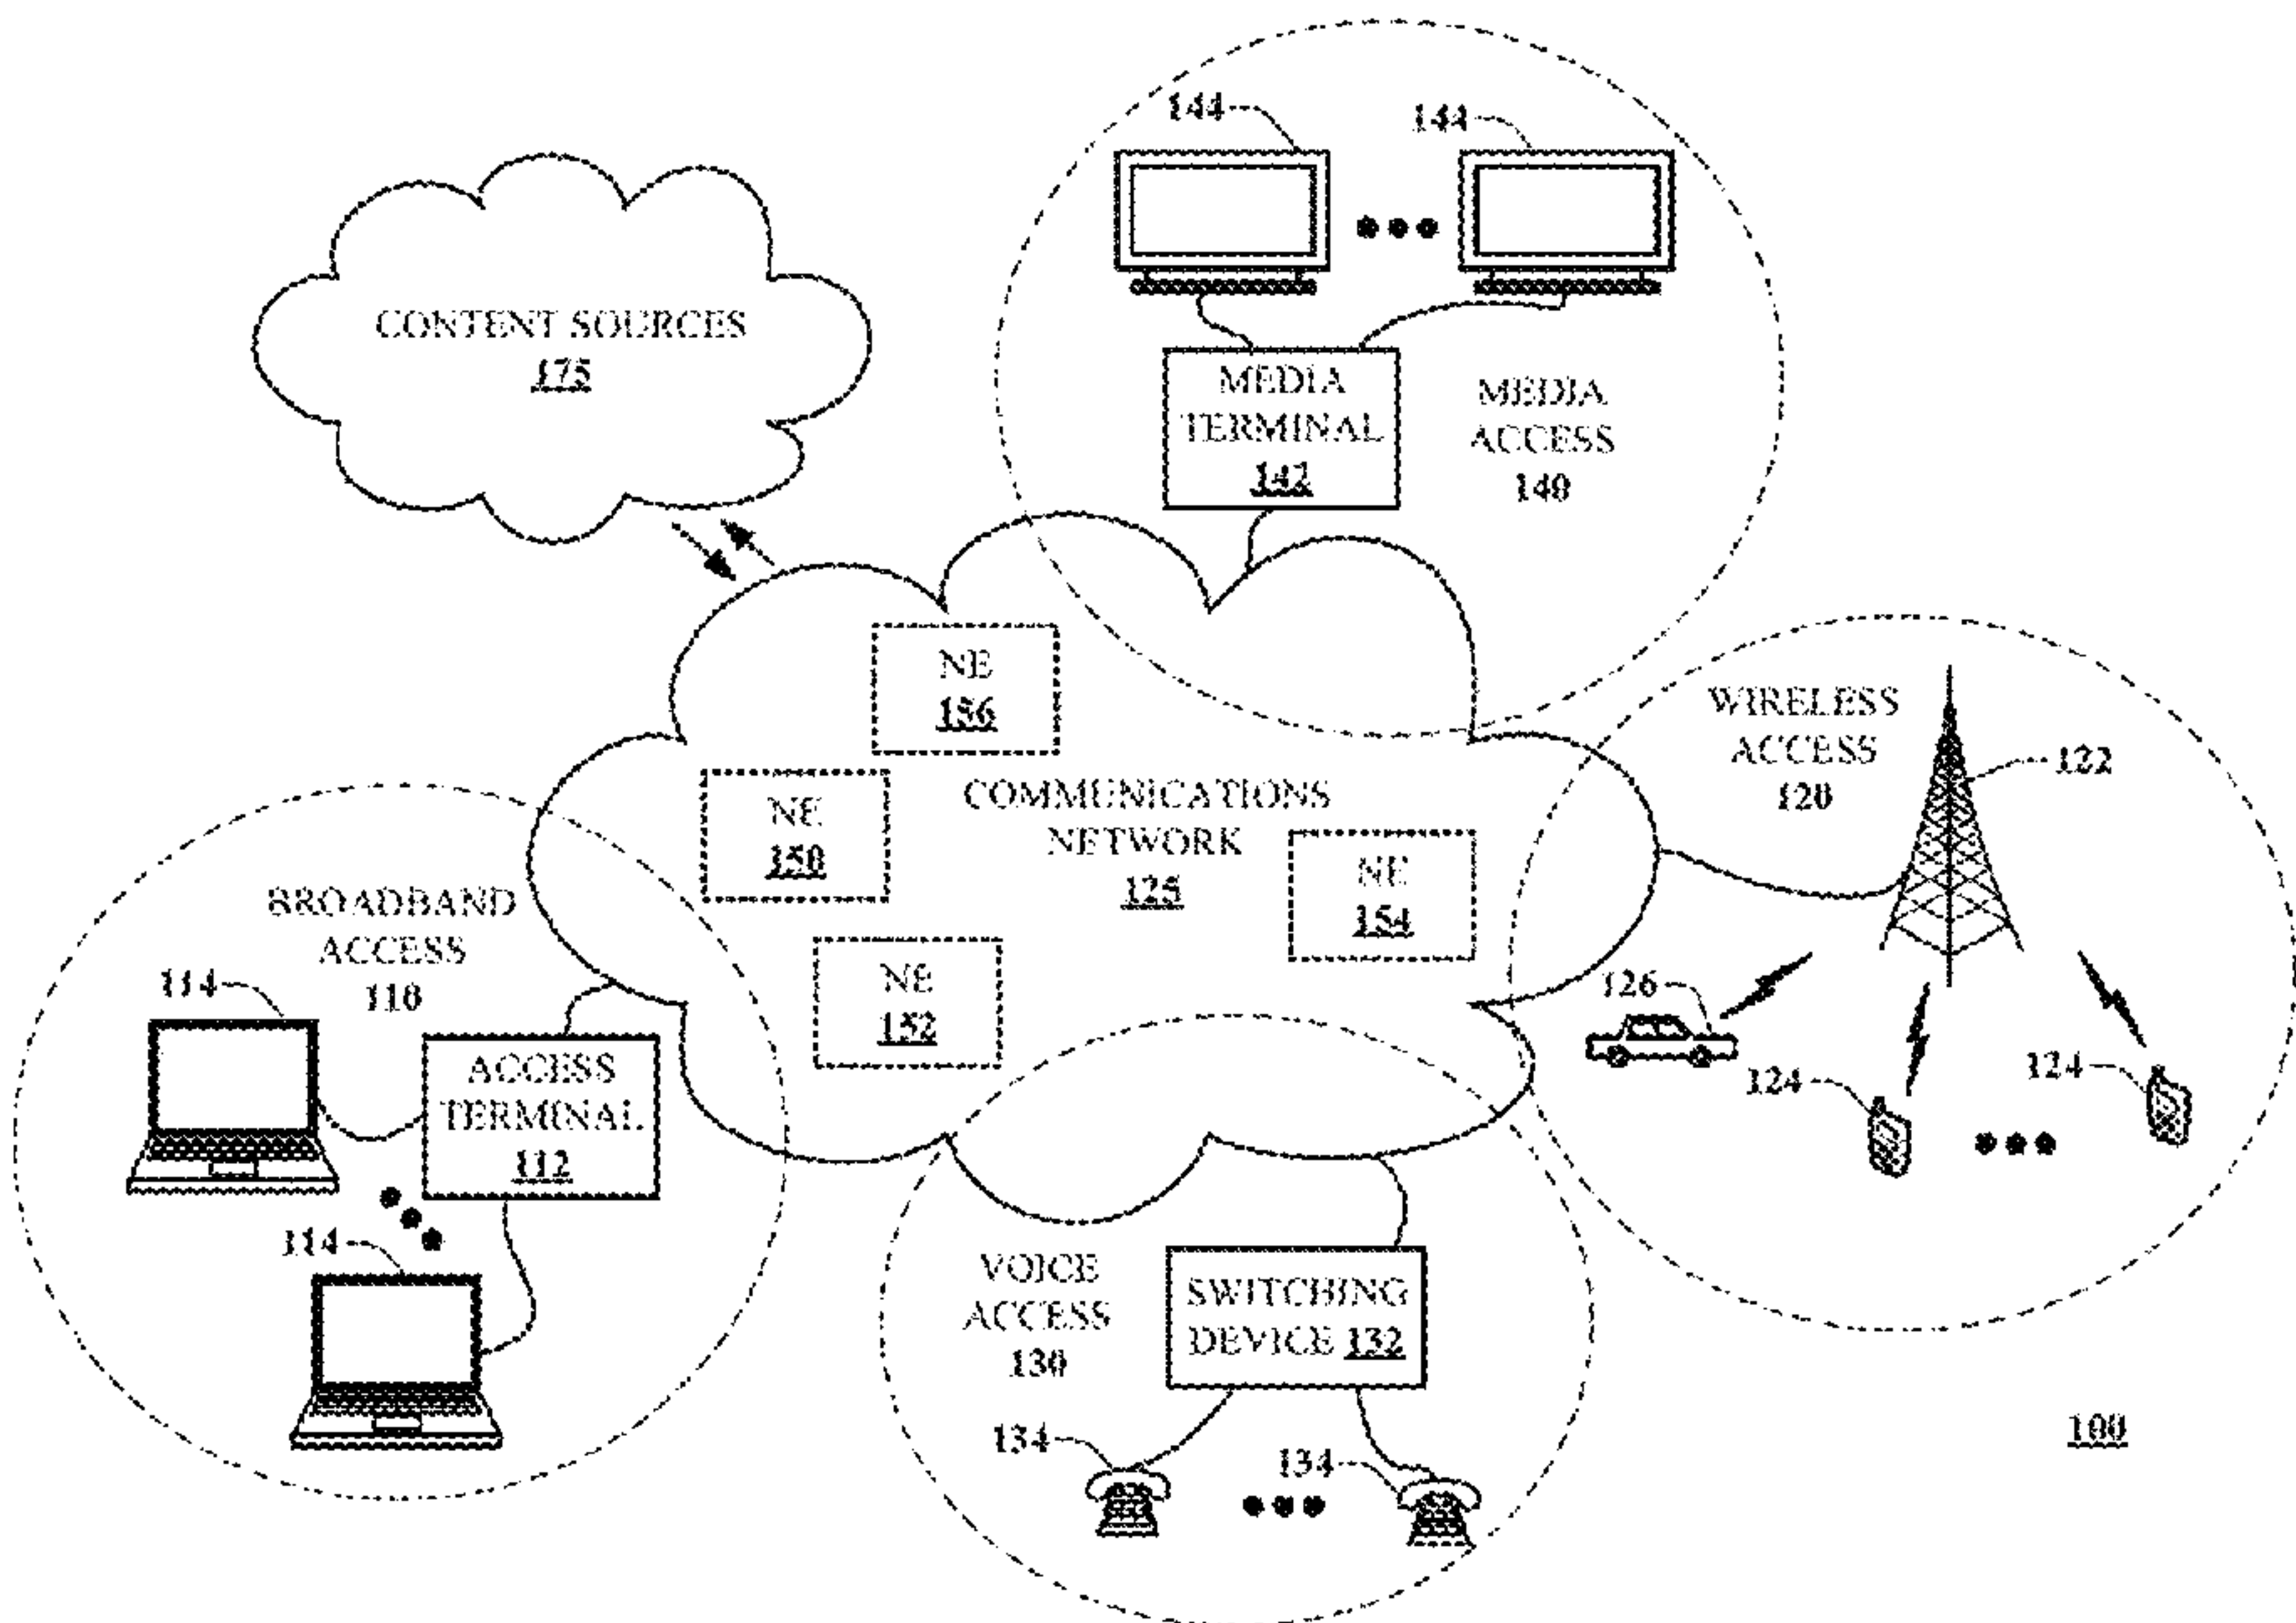 144
144
CONTENT SOURCES
175
MEDIA
TERMINAL
142
MEDIA
ACCESS
140
NE
156
WIRELESS
ACCESS
120
122
NE
150
COMMUNICATIONS
NETWORK
125
NE
154
BROADBAND
ACCESS
110
114
NE
152
126
ACCESS
TERMINAL
112
124
124
114
VOICE
ACCESS
130
SWITCHING
DEVICE 132
134
134
100